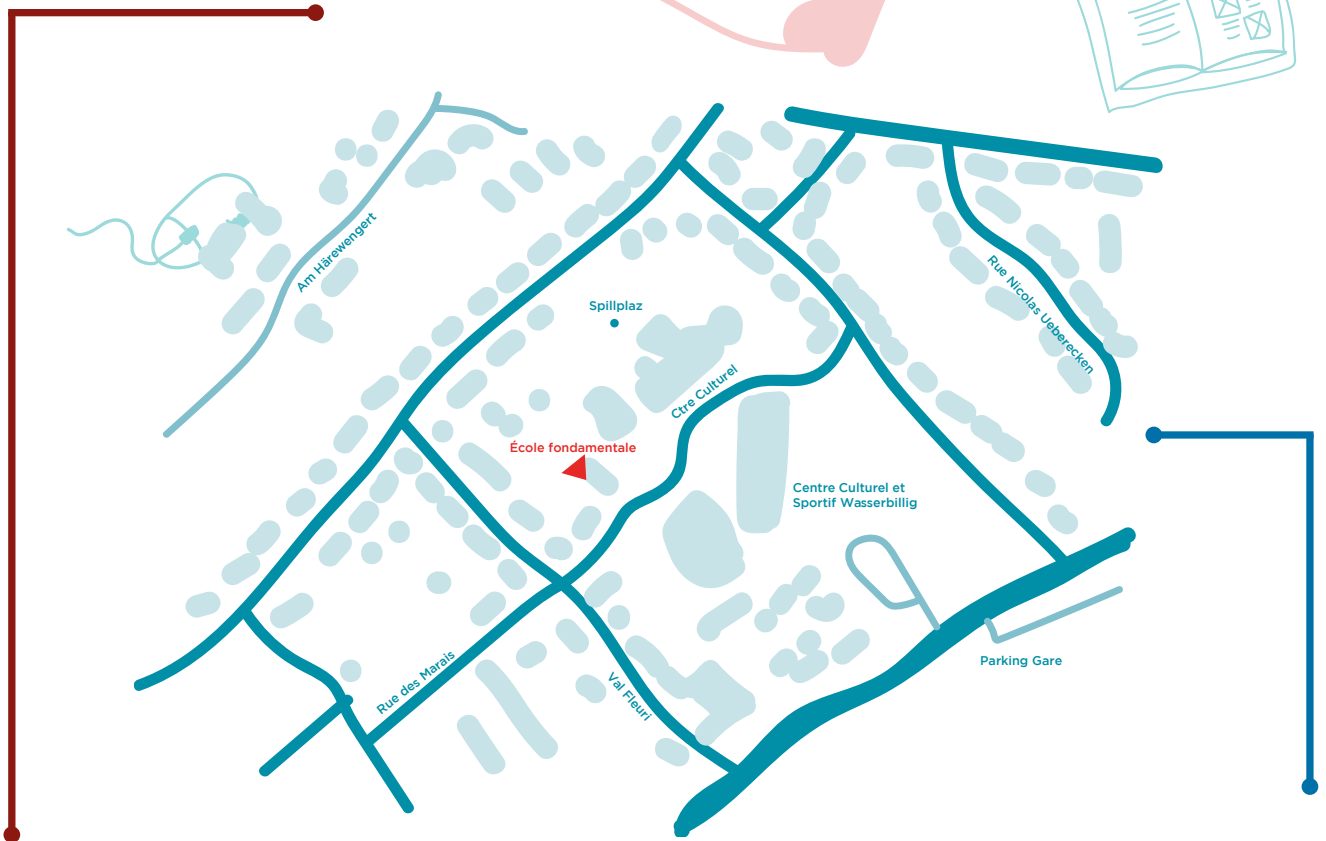 Am Härewengert
Spillplaz
Rue Nicolas Ueberecken
Ctre Culturel
École fondamentale
Centre Culturel et
Sportif Wasserbillig
Rue des Marais
Val Fleuri
Parking Gare